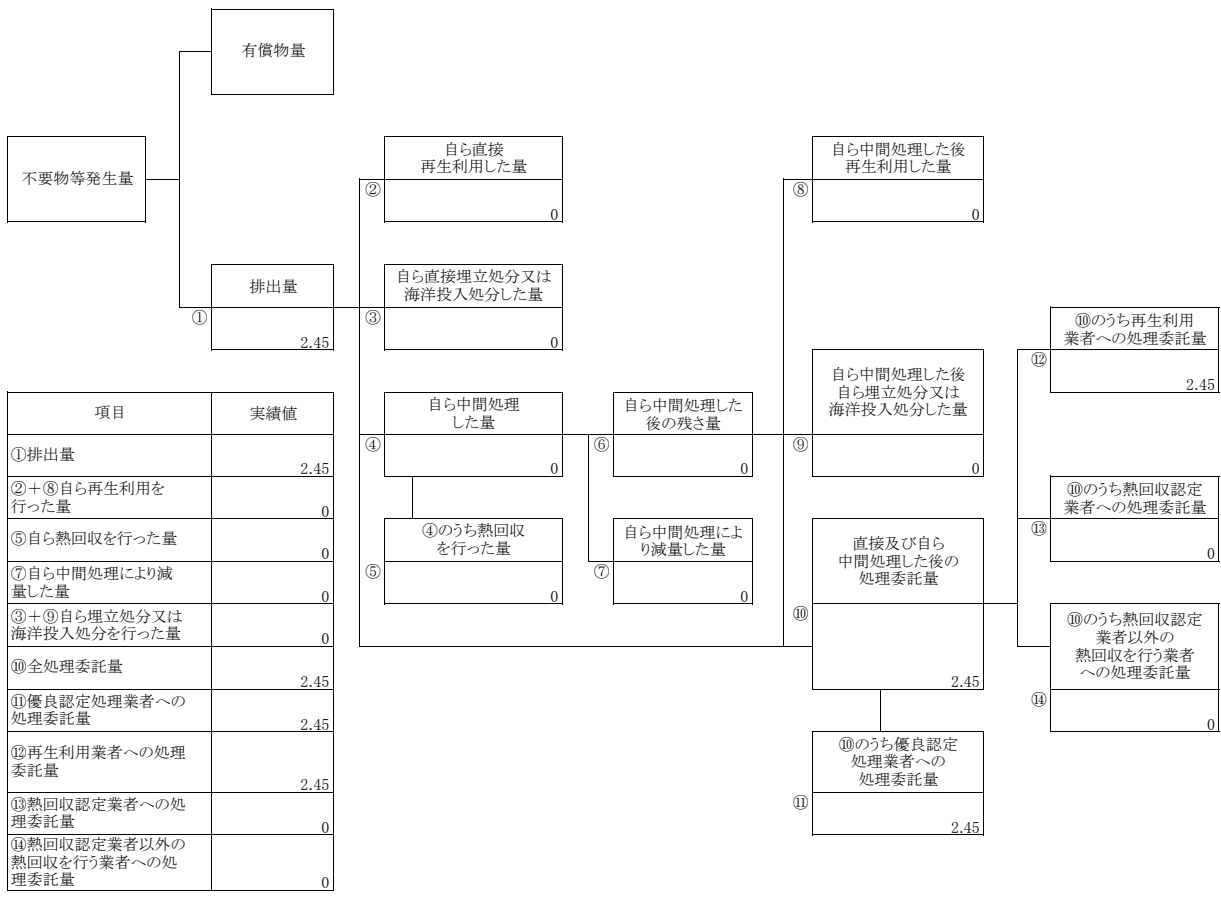 有償物量
不要物等発生量
排出量
①
2.45
自ら直接
再生利用した量
②
0
自ら直接埋立処分又は
海洋投入処分した量
③
0
自ら中間処理
した量
④
0
④のうち熱回収
を行った量
⑤
0
自ら中間処理した
後の残さ量
⑥
0
自ら中間処理によ
り減量した量
⑦
0
自ら中間処理した後
再生利用した量
⑧
0
自ら中間処理した後
自ら埋立処分又は
海洋投入処分した量
⑨
0
直接及び自ら
中間処理した後の
処理委託量
⑩
2.45
⑩のうち優良認定
処理業者への
処理委託量
⑪
2.45
⑩のうち再生利用
業者への処理委託量
⑫
2.45
⑩のうち熱回収認定
業者への処理委託量
⑬
0
⑩のうち熱回収認定
業者以外の
熱回収を行う業者
への処理委託量
⑭
0
項目 実績値
①排出量
2.45
②＋⑧自ら再生利用を
行った量
0
⑤自ら熱回収を行った量
0
⑦自ら中間処理により減
量した量
0
③＋⑨自ら埋立処分又は
海洋投入処分を行った量
0
⑩全処理委託量
2.45
⑪優良認定処理業者への
処理委託量
2.45
⑫再生利用業者への処理
委託量
2.45
⑬熱回収認定業者への処
理委託量
0
⑭熱回収認定業者以外の
熱回収を行う業者への処
理委託量
0